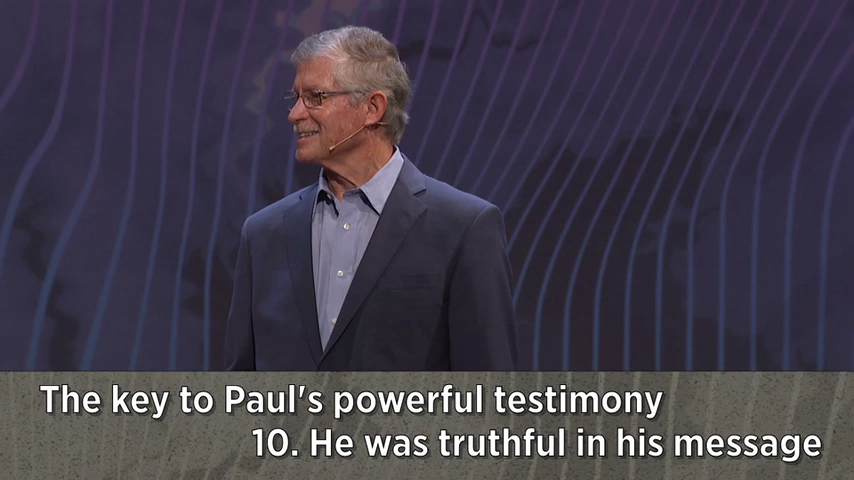 The key to Paul's powerful testimony
10. He was truthful in his message